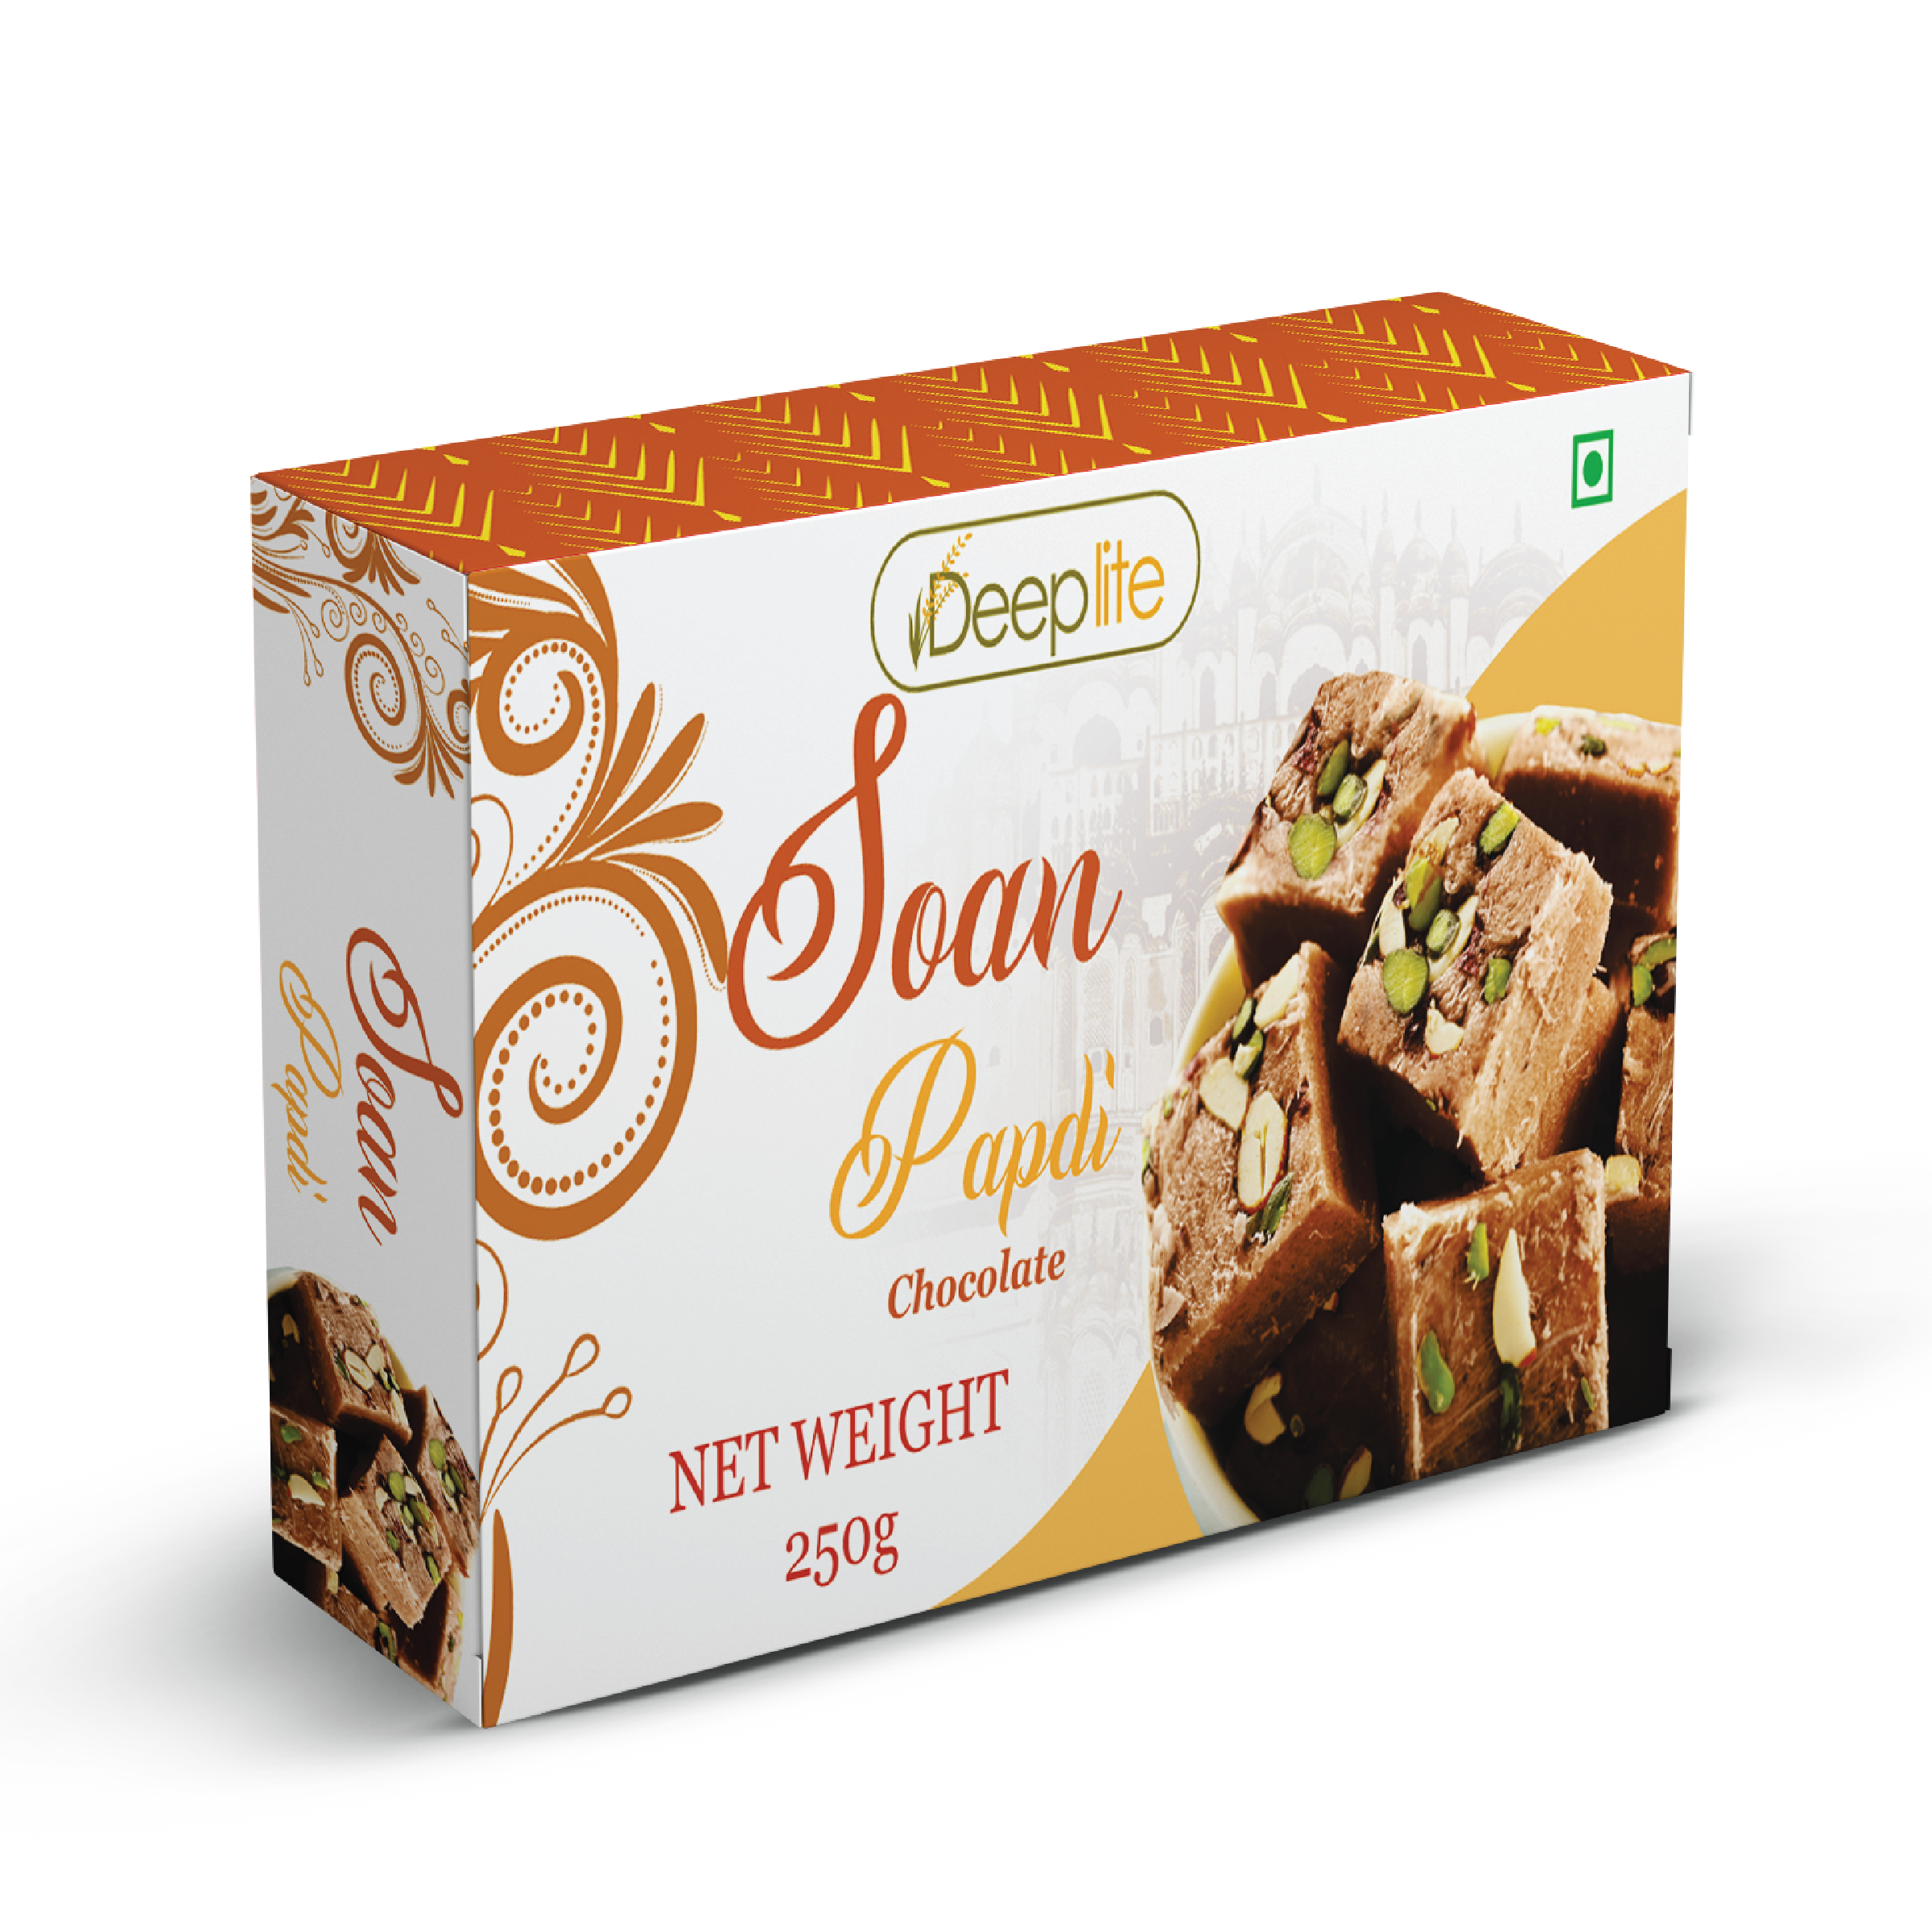 Deeplite
Soan
Papdi
Chocolate
NET WEIGHT
250g
Soan
Papdi